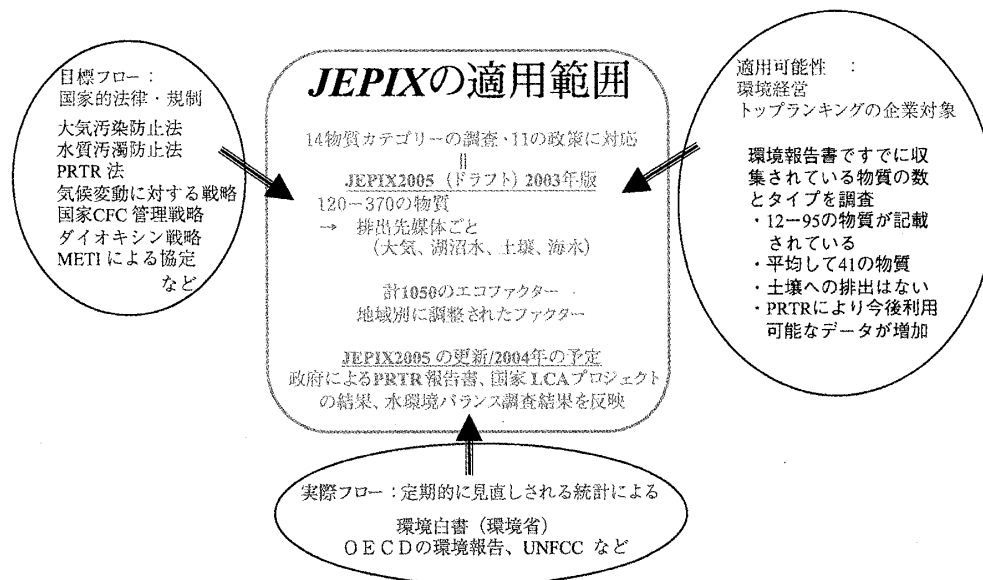 JEPIXの適用範囲
14物質カテゴリーの調査・11の政策に対応
||
JEPIX2005（ドラフト）2003年版
120－370の物質
→ 排出先媒体ごと
（大気、湖沼水、土壌、海水）
計1050のエコファクター
地域別に調整されたファクター
JEPIX2005 の更新/2004年の予定
政府によるPRTR 報告書、国家 LCA プロジェクト
の結果、水環境バランス調査結果を反映
目標フロー：
国家的法律・規制
大気汚染防止法
水質汚濁防止法
PRTR 法
気候変動に対する戦略
国家CFC 管理戦略
ダイオキシン戦略
METI による協定
など
適用可能性 ：
環境経営
トップランキングの企業対象
環境報告書ですでに収
集されている物質の数
とタイプを調査
・12－95の物質が記載
されている
・平均して41の物質
・土壌への排出はない
・PRTRにより今後利用
可能なデータが増加
実際フロー：定期的に見直しされる統計による
環境白書（環境省）
ＯＥＣＤの環境報告、UNFCC など